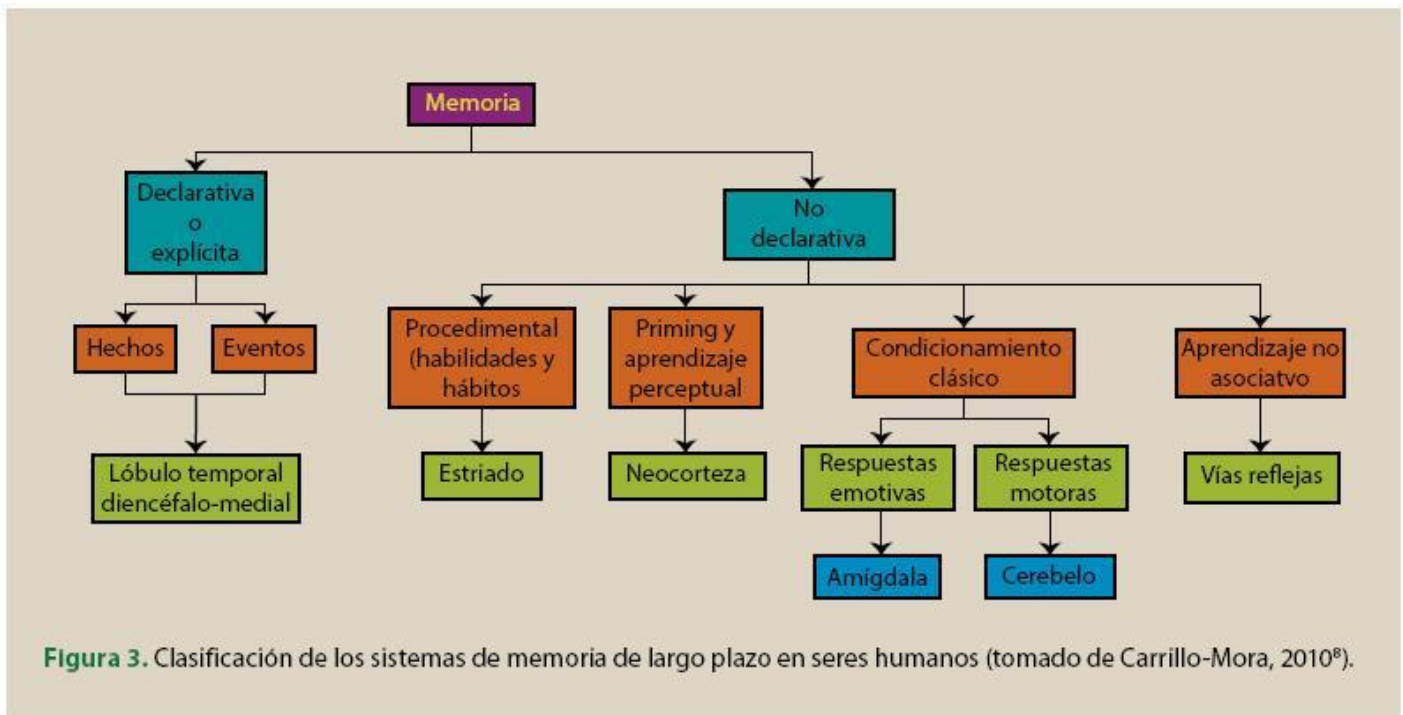 Memoria
Declarativa
o
explícita
No
declarativa
Hechos
Eventos
Procedimental
(habilidades y
hábitos
Priming y
aprendizaje
perceptual
Condicionamiento
clásico
Aprendizaje no
asociatvo
Lóbulo temporal
diencéfalo-medial
Estriado
Neocorteza
Respuestas
emotivas
Respuestas
motoras
Vías reflejas
Amígdala
Cerebelo
Figura 3. Clasificación de los sistemas de memoria de largo plazo en seres humanos (tomado de Carrillo-Mora, 2010⁸).